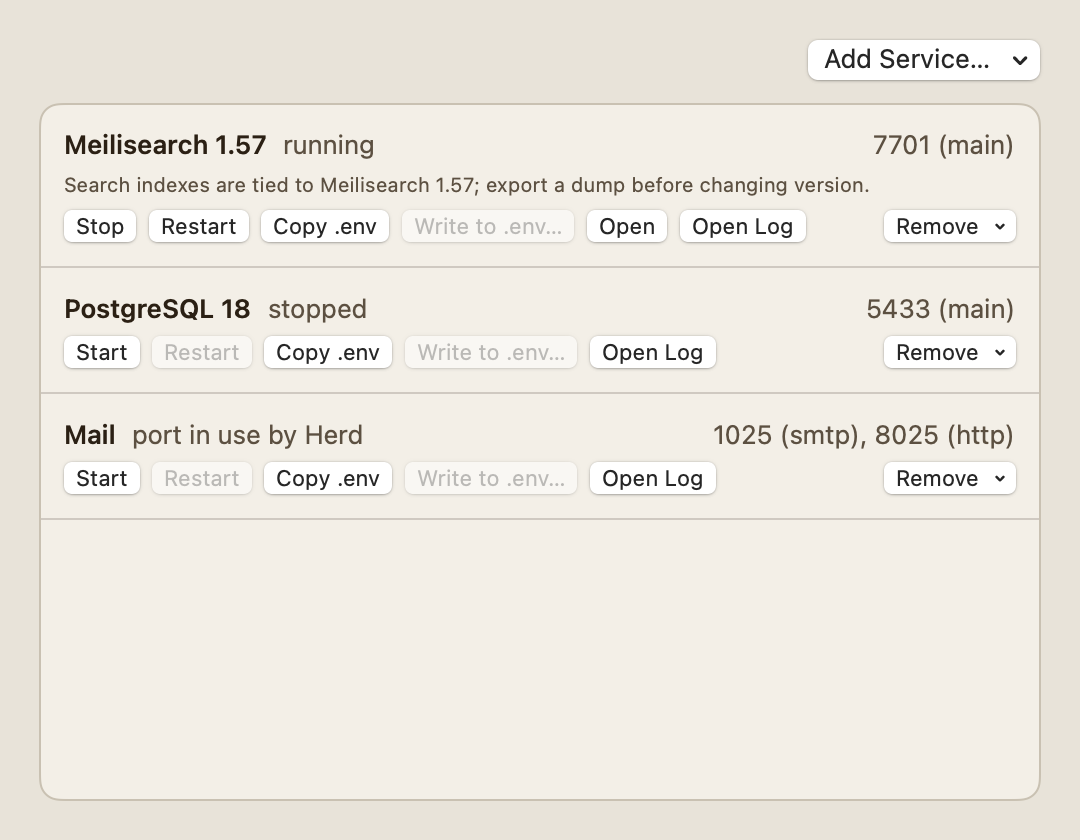 Add Service...
Meilisearch 1.57 running 7701 (main)
Search indexes are tied to Meilisearch 1.57; export a dump before changing version.
Stop Restart Copy .env Write to .env... Open Open Log Remove
PostgreSQL 18 stopped 5433 (main)
Start Restart Copy .env Write to .env... Open Log Remove
Mail port in use by Herd 1025 (smtp), 8025 (http)
Start Restart Copy .env Write to .env... Open Log Remove